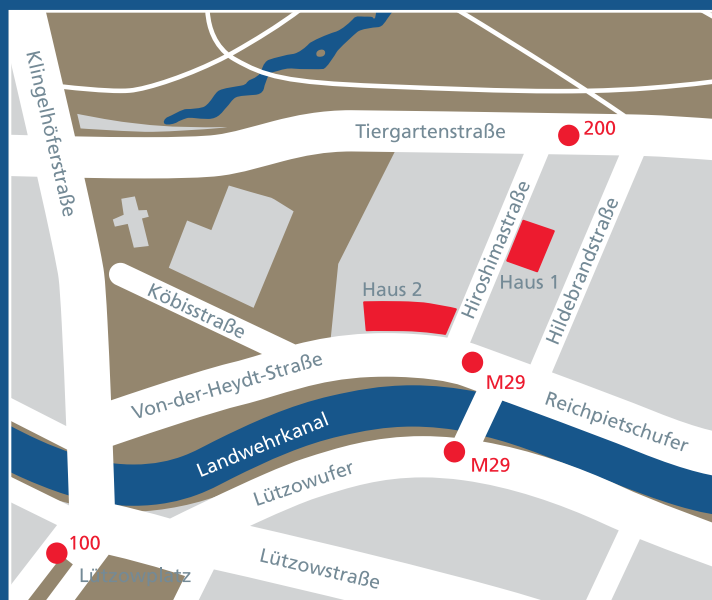 Klingelhöferstraße
Tiergartenstraße
200
Hiroshimastraße
Hildebrandstraße
Haus 1
Haus 2
Köbisstraße
Von-der-Heydt-Straße
M29
Reichpietschufer
Landwehrkanal
M29
Lützowufer
100
Lützowplatz
Lützowstraße